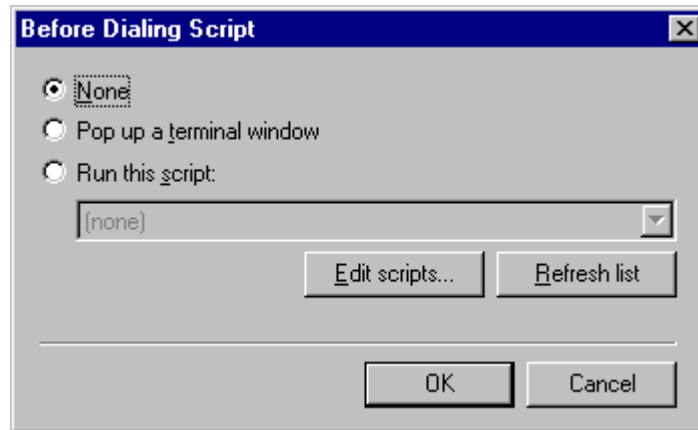 Before Dialing Script
None
Pop up a terminal window
Run this script:
(none)
Edit scripts... Refresh list
OK Cancel